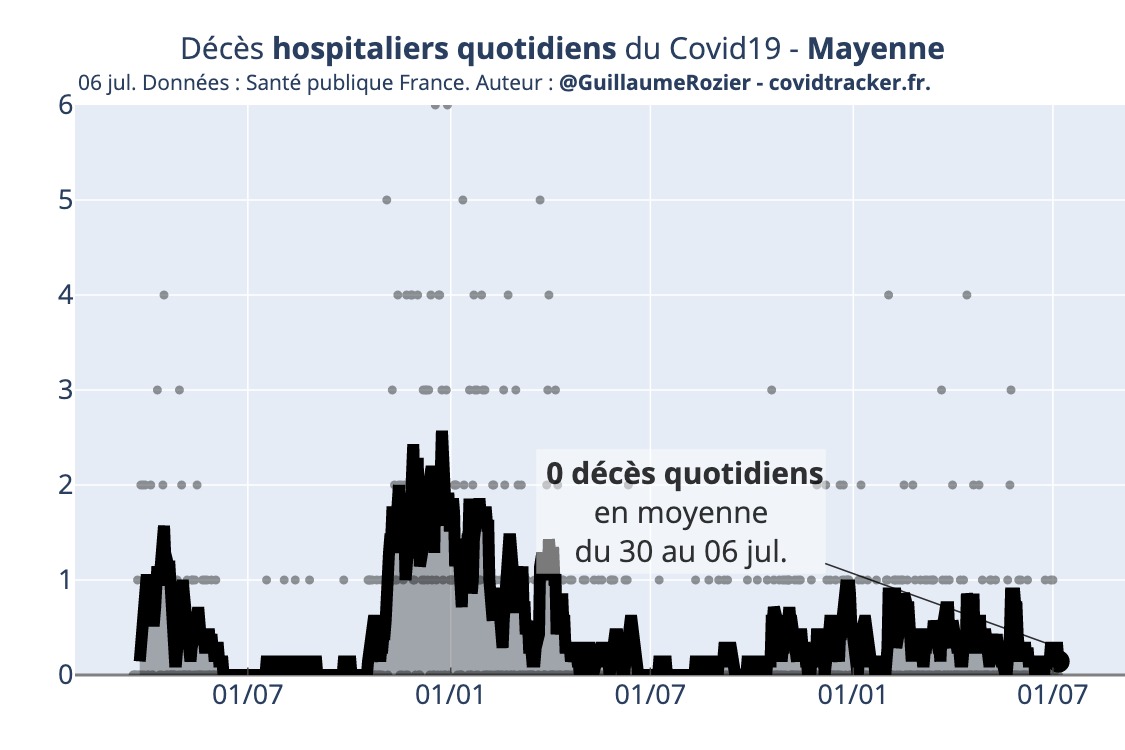 Décès hospitaliers quotidiens du Covid19 - Mayenne
06 jul. Données : Santé publique France. Auteur : @GuillaumeRozier - covidtracker.fr.
6
5
4
3
2
1
0
0 décès quotidiens
en moyenne
du 30 au 06 jul.
01/07 01/01 01/07 01/01 01/07